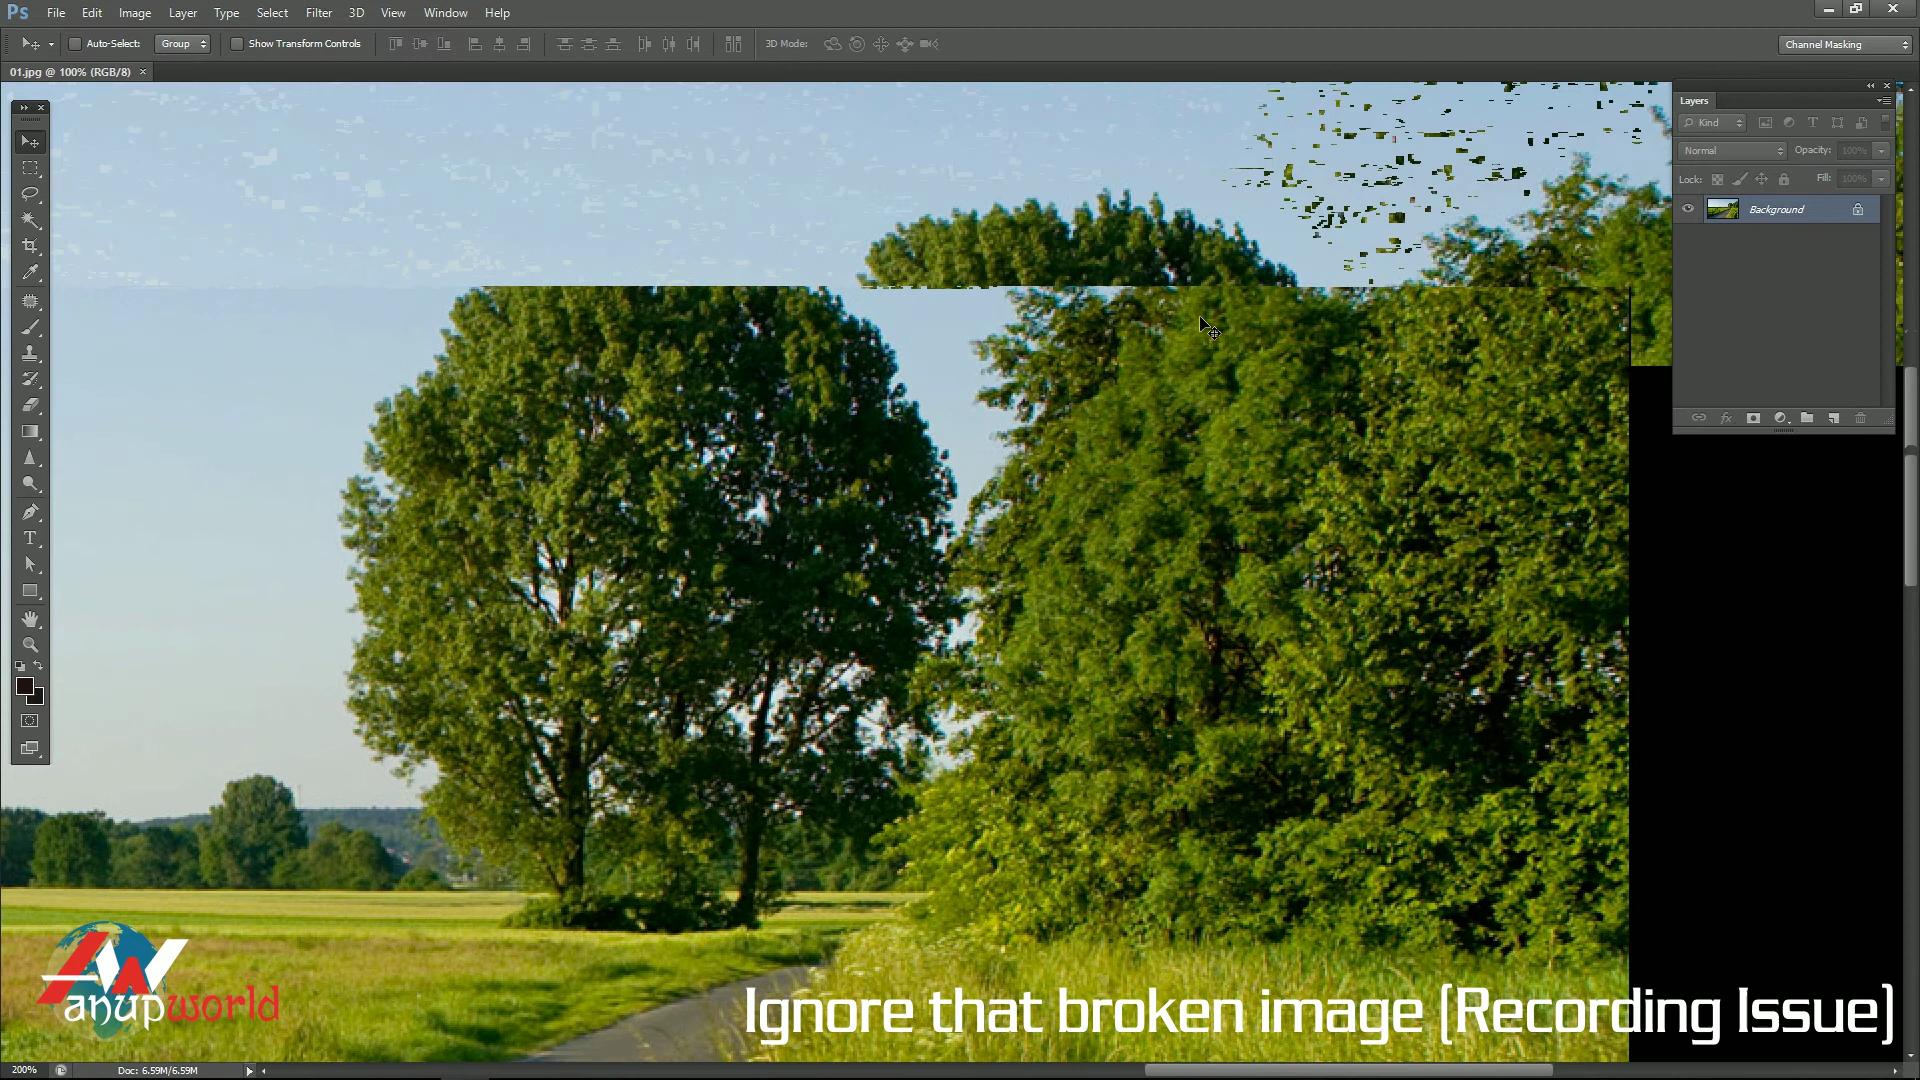 Ps File Edit Image Layer Type Select Filter 3D View Window Help
Auto-Select: Group Show Transform Controls 3D Mode: Channel Masking
01.jpg @ 100% (RGB/8) ×
Layers
Kind
Normal Opacity: 100%
Lock: Fill: 100%
Background
anupworld
Ignore that broken image (Recording Issue)
200% Doc: 6.59M/6.59M